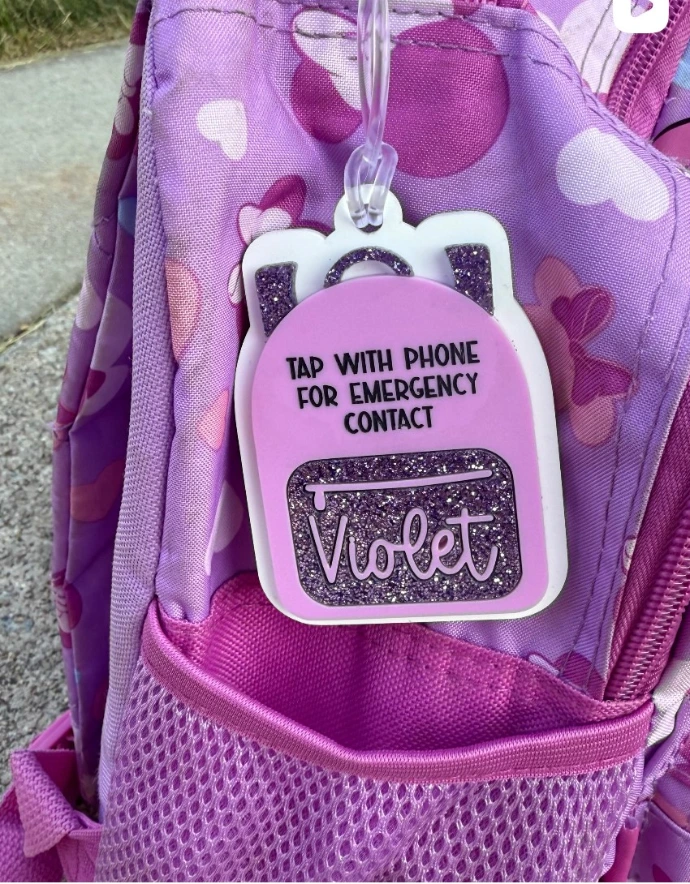 TAP WITH PHONE
FOR EMERGENCY
CONTACT
Violet